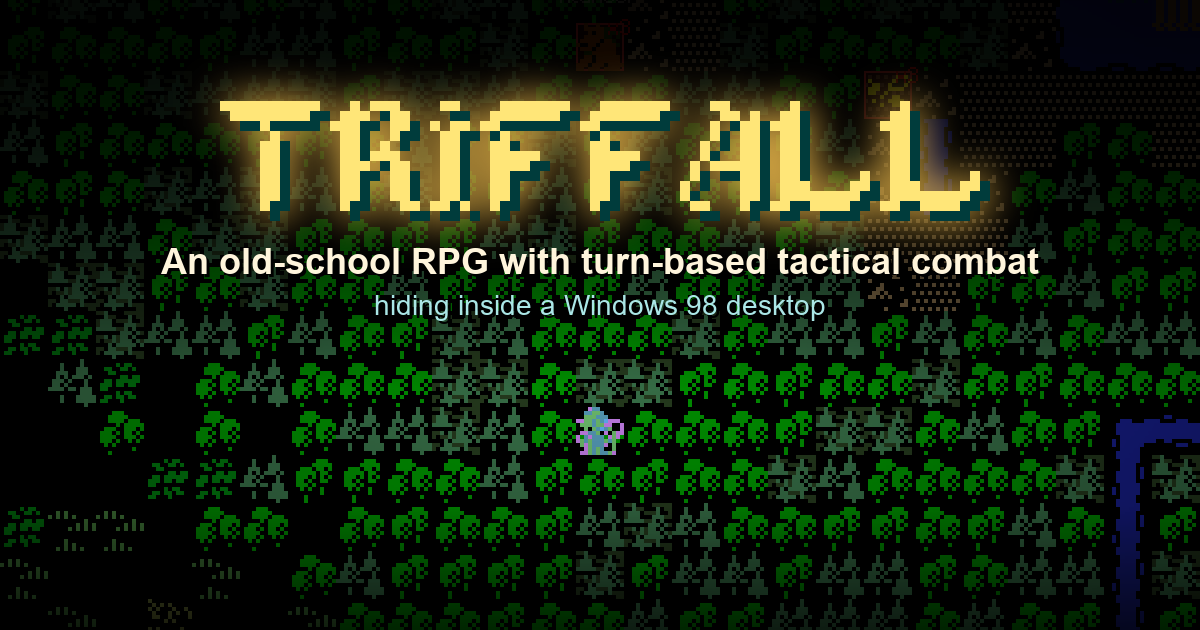 TRIFFALL
An old-school RPG with turn-based tactical combat
hiding inside a Windows 98 desktop